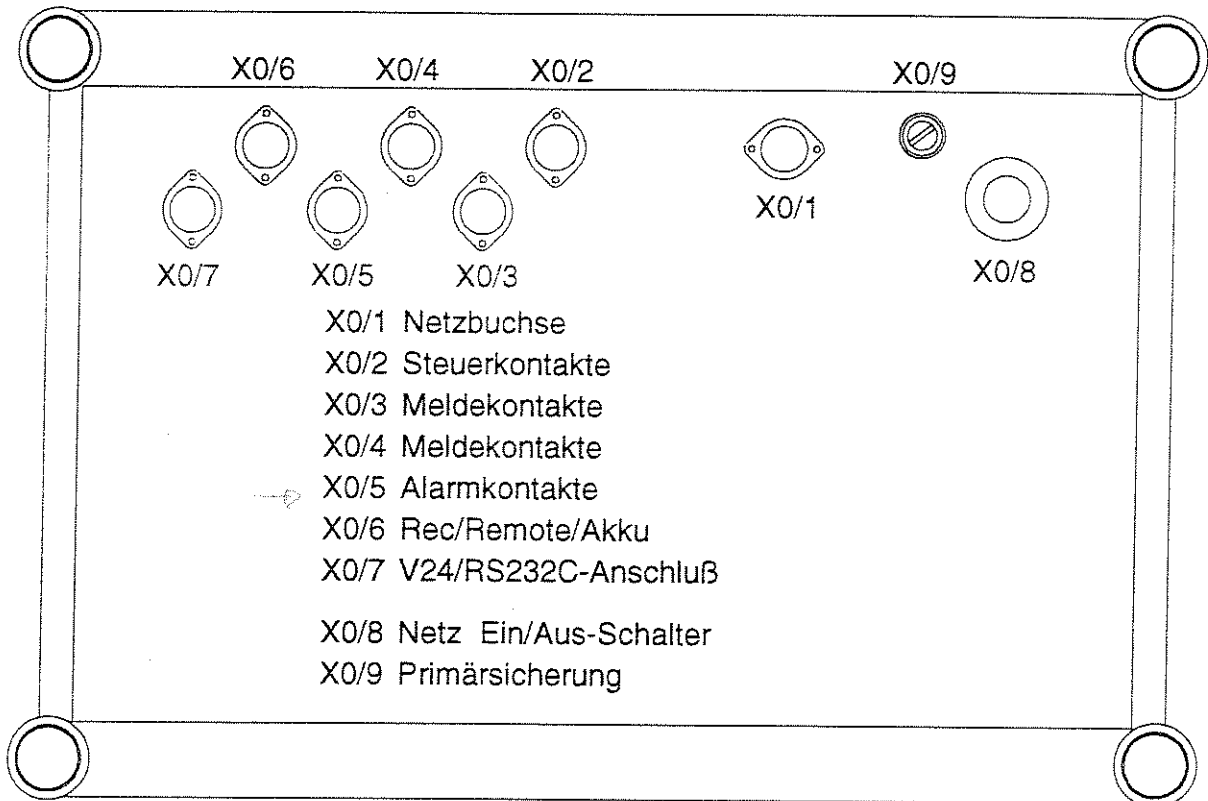 X0/6 X0/4 X0/2 X0/9
X0/1
X0/7 X0/5 X0/3 X0/8
X0/1 Netzbuchse
X0/2 Steuerkontakte
X0/3 Meldekontakte
X0/4 Meldekontakte
X0/5 Alarmkontakte
X0/6 Rec/Remote/Akku
X0/7 V24/RS232C-Anschluß
X0/8 Netz Ein/Aus-Schalter
X0/9 Primärsicherung